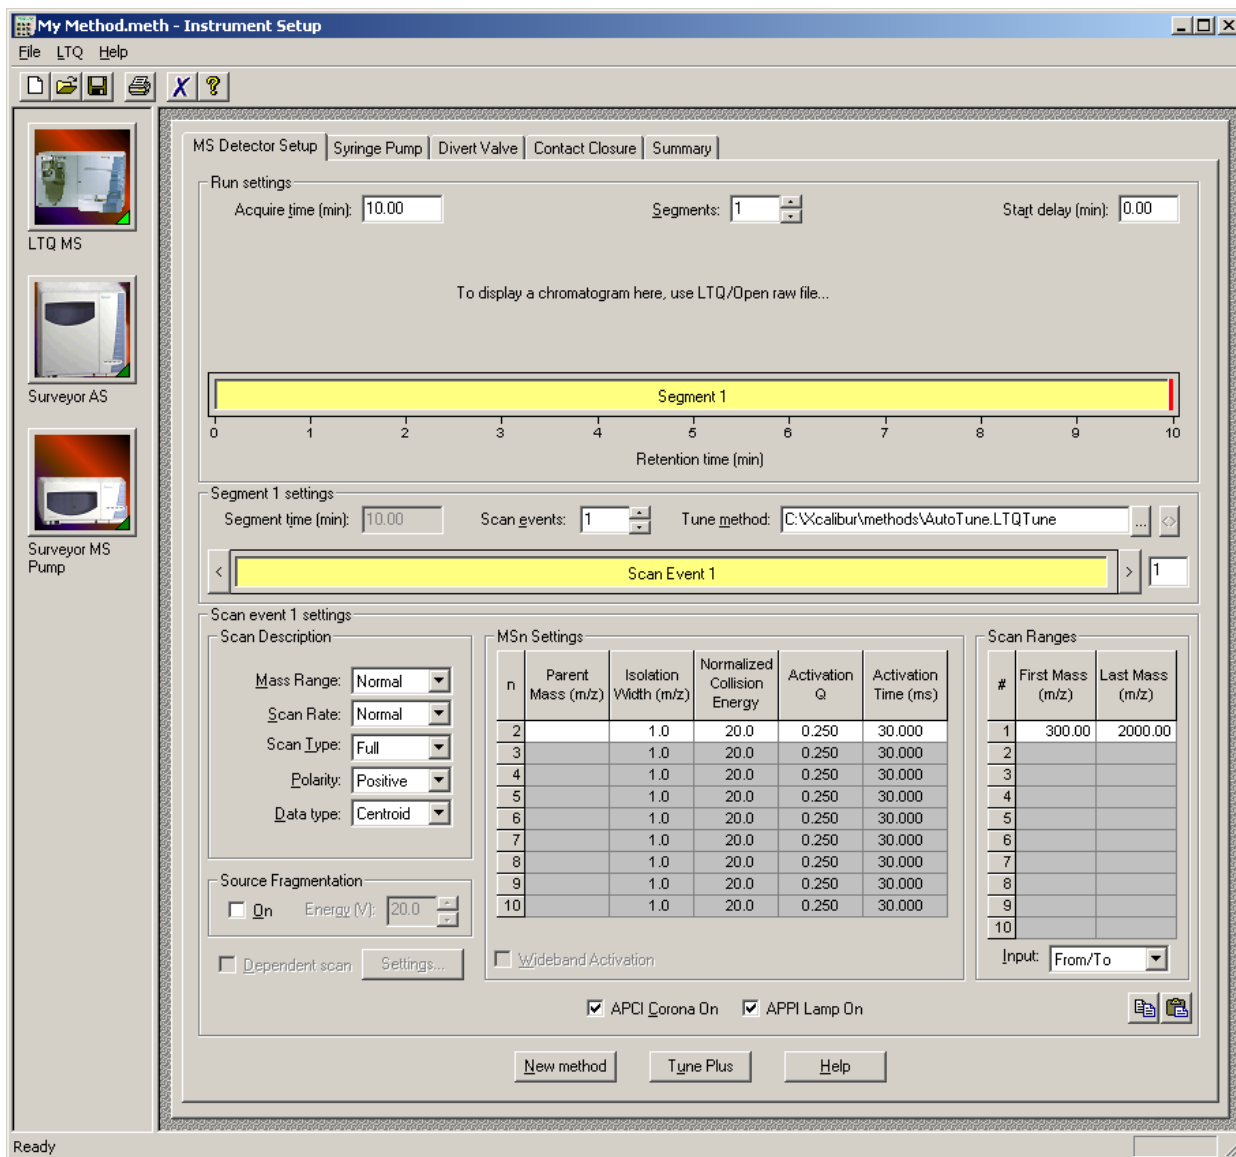 My Method.meth - Instrument Setup
File LTQ Help
LTQ MS
Surveyor AS
Surveyor MS
Pump
MS Detector Setup Syringe Pump Divert Valve Contact Closure Summary
Run settings
Acquire time (min): 10.00 Segments: 1 Start delay (min): 0.00
To display a chromatogram here, use LTQ/Open raw file...
Segment 1
0 1 2 3 4 5 6 7 8 9 10
Retention time (min)
Segment 1 settings
Segment time (min): 10.00 Scan events: 1 Tune method: C:\Xcalibur\methods\AutoTune.LTQTune ... <>
< Scan Event 1 > 1
Scan event 1 settings
Scan Description
Mass Range: Normal
Scan Rate: Normal
Scan Type: Full
Polarity: Positive
Data type: Centroid
Source Fragmentation
On Energy (V): 20.0
Dependent scan Settings...
MSn Settings
n Parent Mass (m/z) Isolation Width (m/z) Normalized Collision Energy Activation Q Activation Time (ms)
2 1.0 20.0 0.250 30.000
3 1.0 20.0 0.250 30.000
4 1.0 20.0 0.250 30.000
5 1.0 20.0 0.250 30.000
6 1.0 20.0 0.250 30.000
7 1.0 20.0 0.250 30.000
8 1.0 20.0 0.250 30.000
9 1.0 20.0 0.250 30.000
10 1.0 20.0 0.250 30.000
Wideband Activation
Scan Ranges
# First Mass (m/z) Last Mass (m/z)
1 300.00 2000.00
2
3
4
5
6
7
8
9
10
Input: From/To
APCI Corona On APPI Lamp On
New method Tune Plus Help
Ready